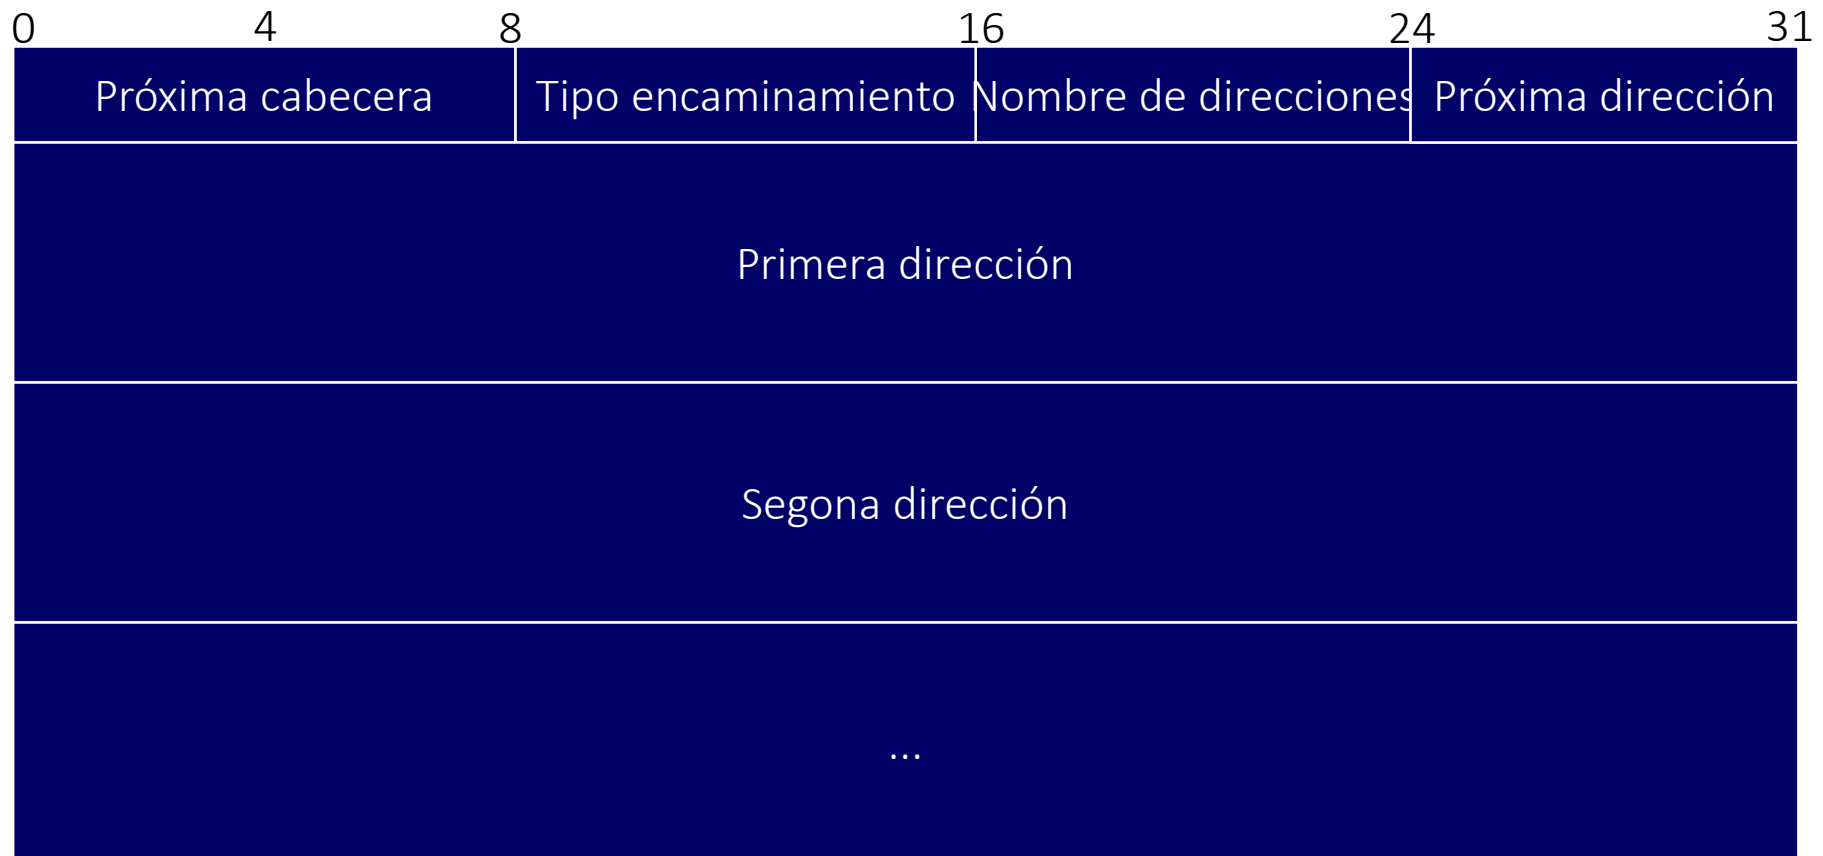 0 4 8 16 24 31
Próxima cabecera Tipo encaminamiento Nombre de direcciones Próxima dirección
Primera dirección
Segona dirección
...